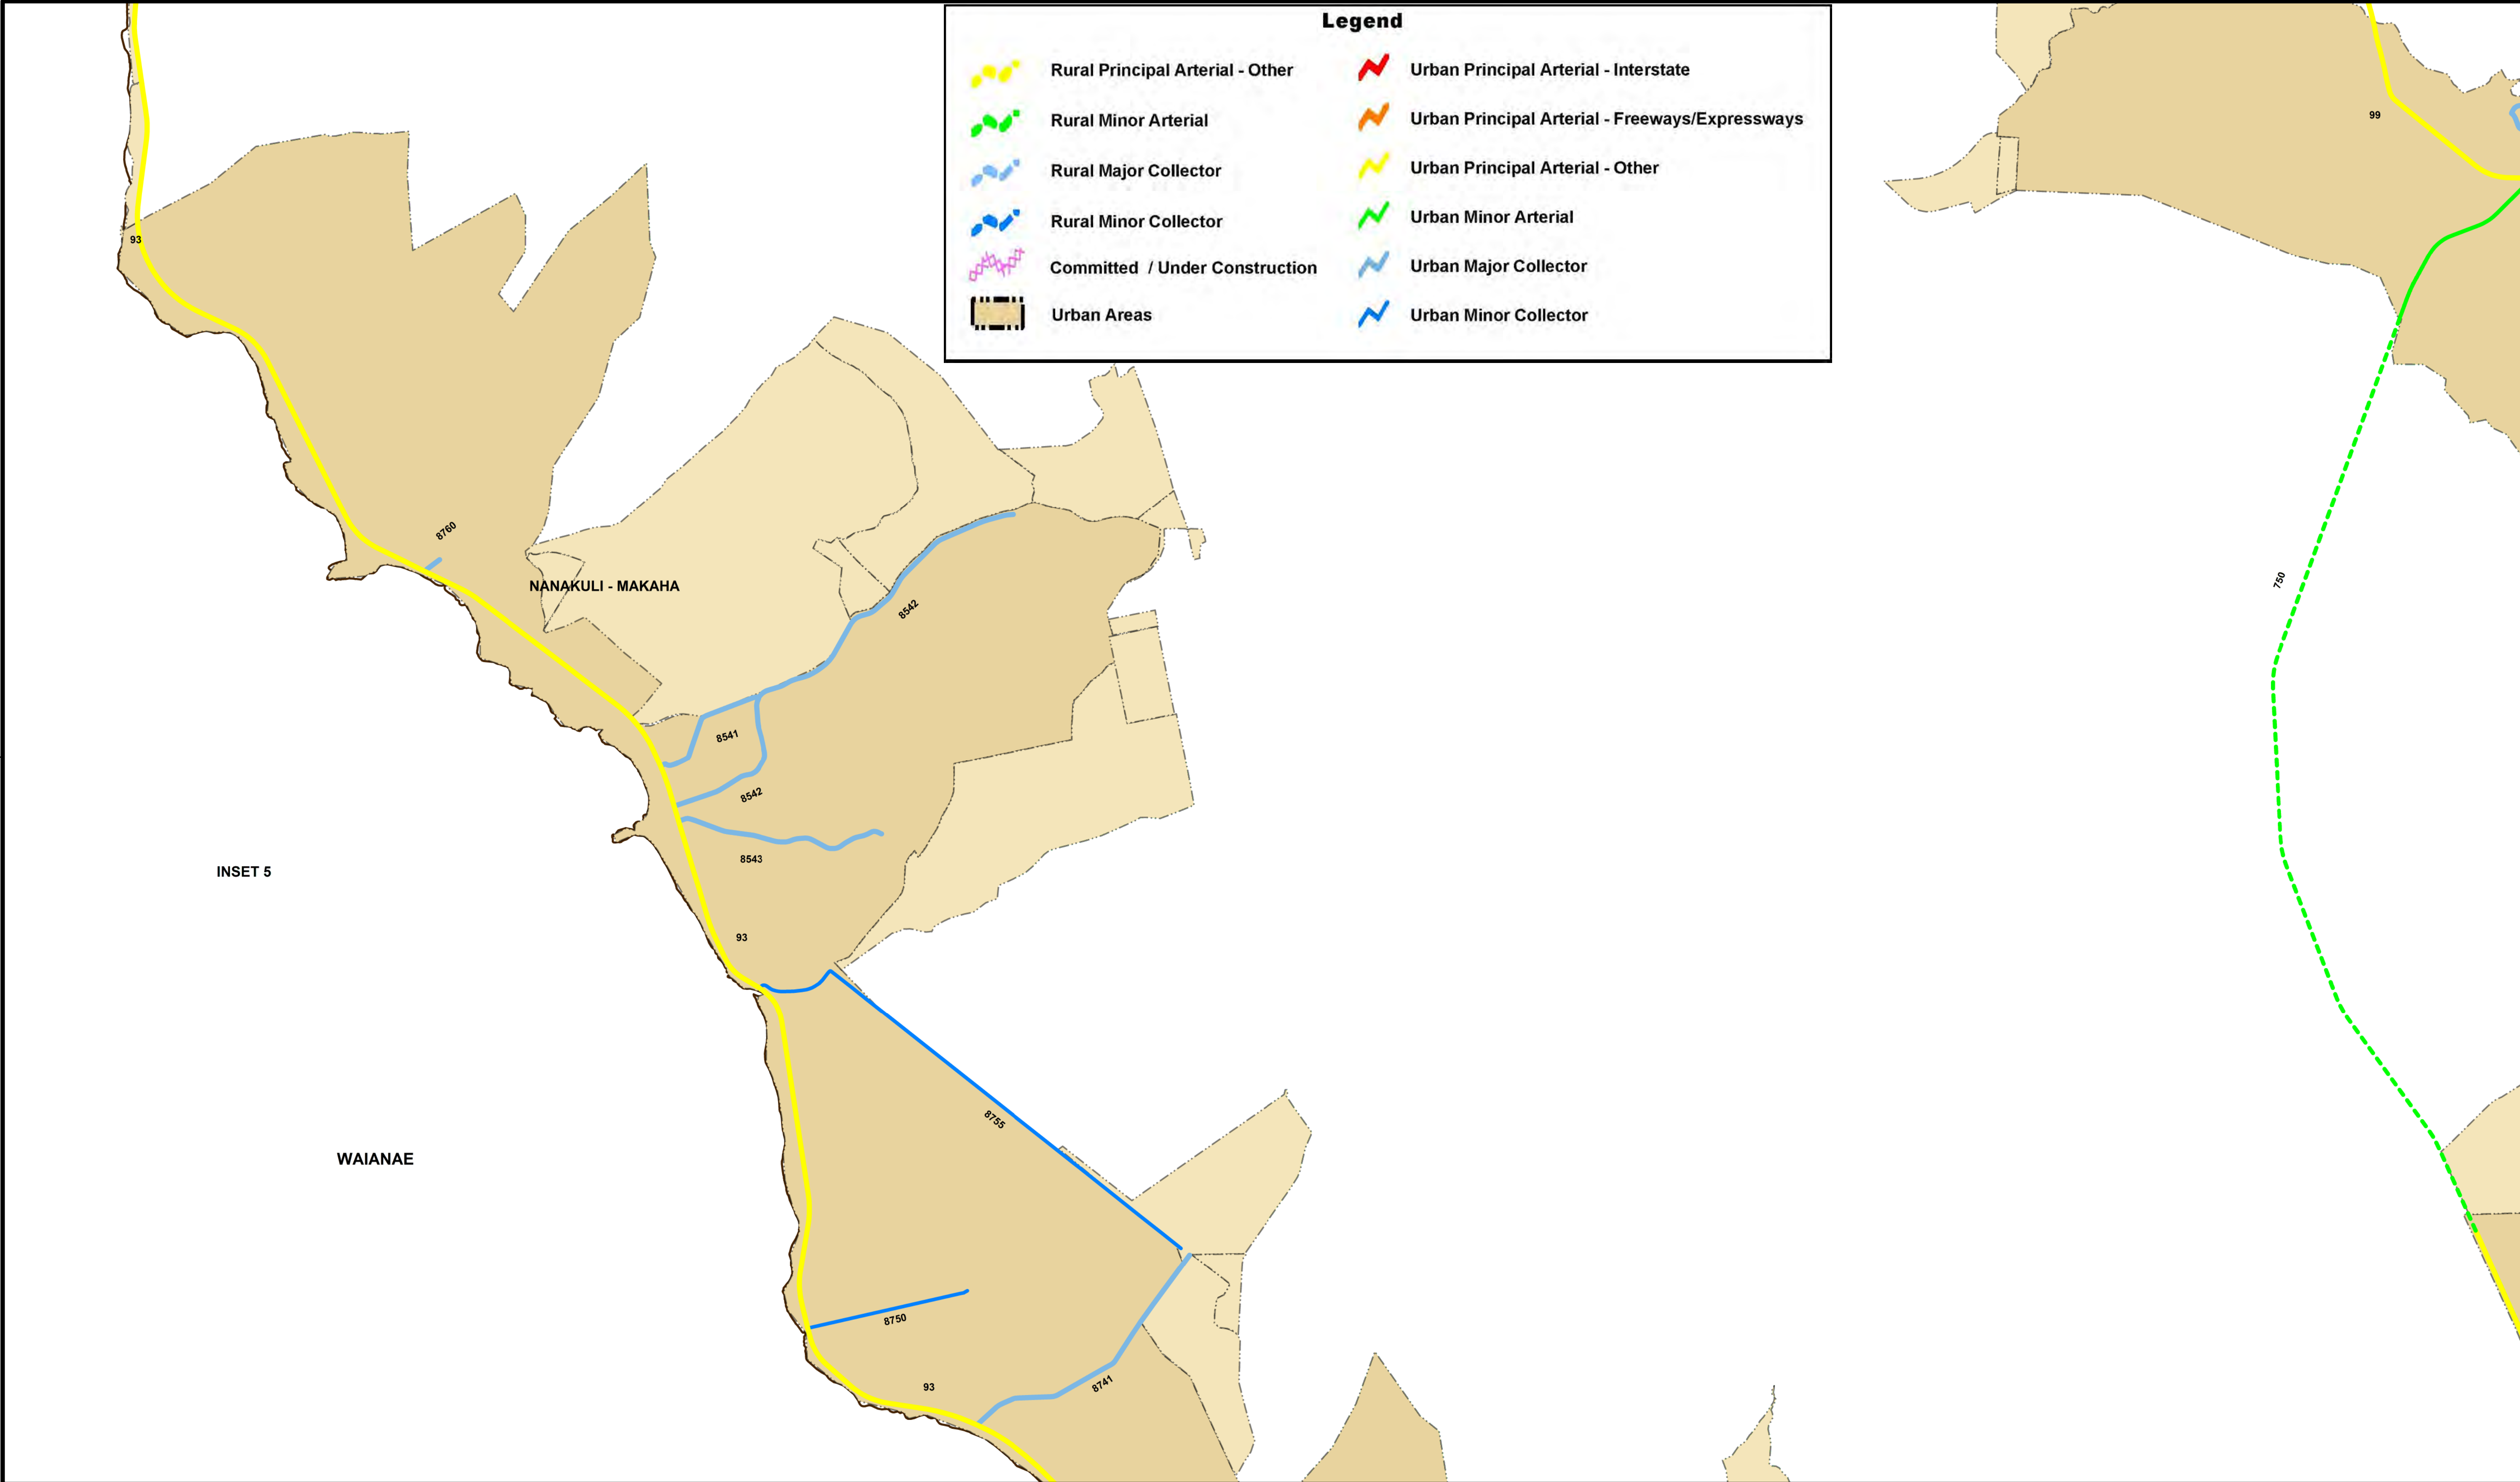 Legend
Rural Principal Arterial - Other
Rural Minor Arterial
Rural Major Collector
Rural Minor Collector
Committed / Under Construction
Urban Areas
Urban Principal Arterial - Interstate
Urban Principal Arterial - Freeways/Expressways
Urban Principal Arterial - Other
Urban Minor Arterial
Urban Major Collector
Urban Minor Collector
99
93
8760
NANAKULI - MAKAHA
8542
750
8541
8542
8543
INSET 5
93
8755
WAIANAE
8750
93
8741